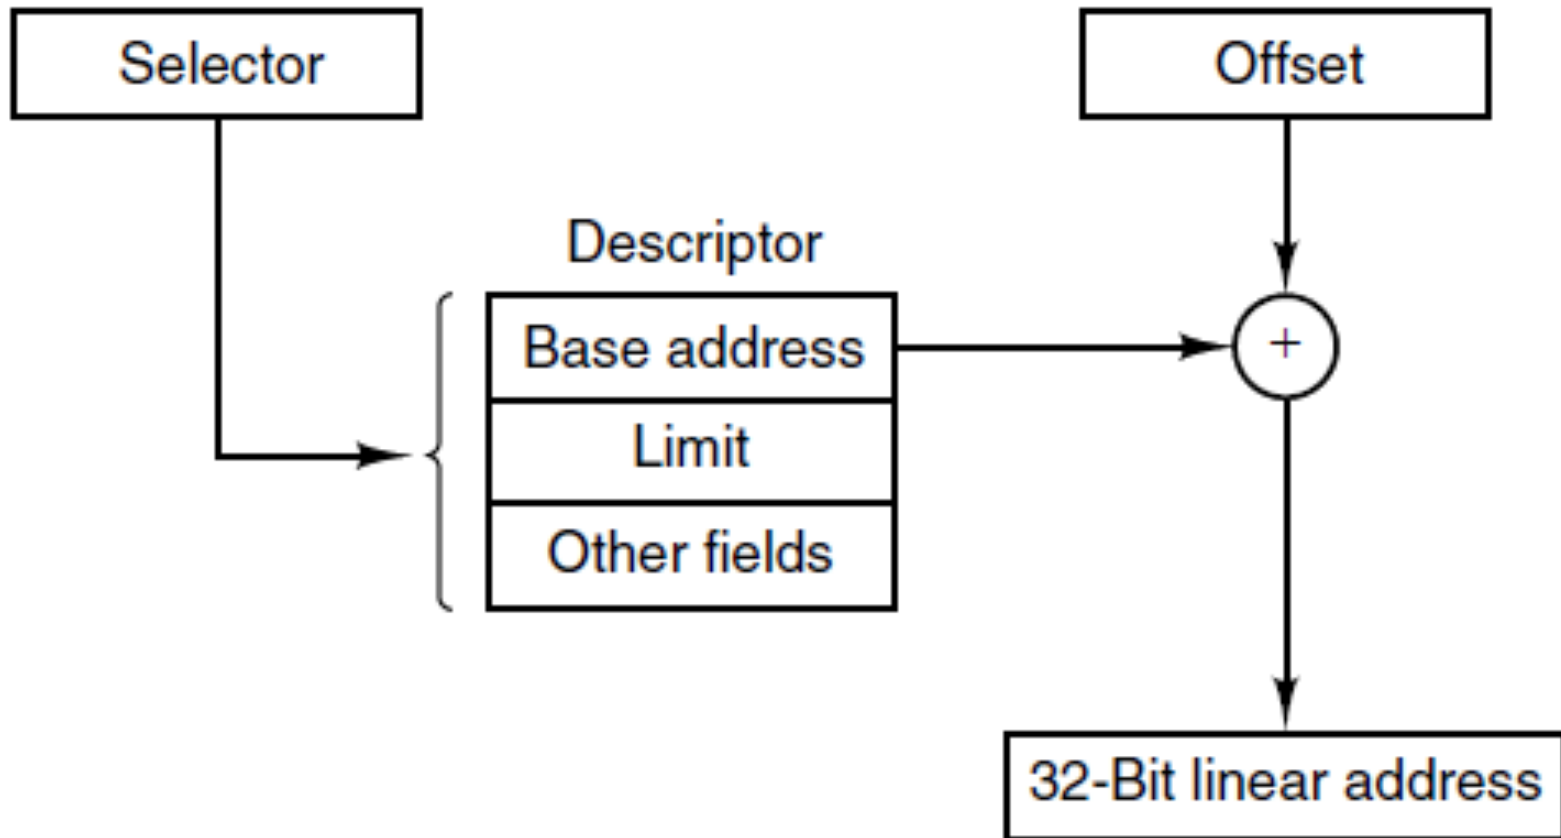 Selector
Offset
Descriptor
Base address
+
Limit
Other fields
32-Bit linear address